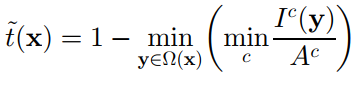 t̃(x) = 1 − min_{y∈Ω(x)} ( min_c I^c(y) / A^c )